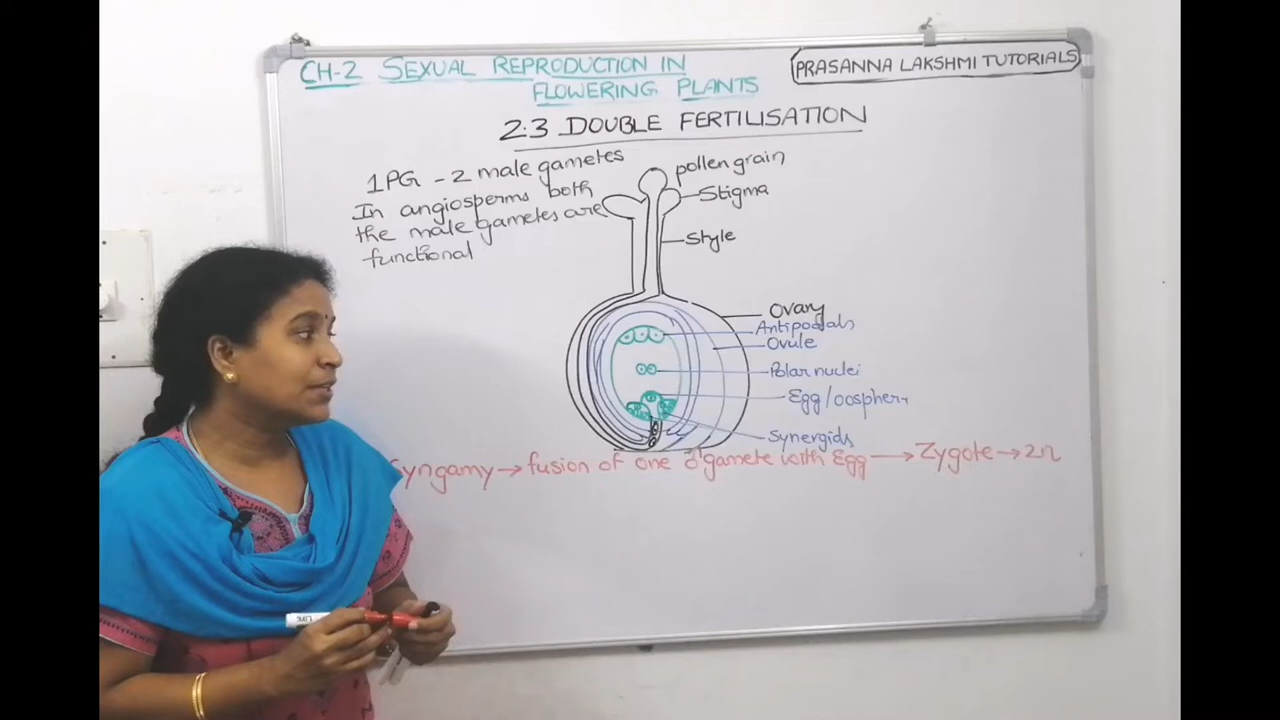 CH-2 SEXUAL REPRODUCTION IN
FLOWERING PLANTS
PRASANNA LAKSHMI TUTORIALS
2.3 DOUBLE FERTILISATION
1PG - 2 male gametes
In angiosperms both
the male gametes are
functional
pollen grain
Stigma
Style
Ovary
Antipodals
Ovule
Polar nuclei
Egg/oosphere
Synergids
Syngamy → fusion of one ♂ gamete with Egg → Zygote → 2n